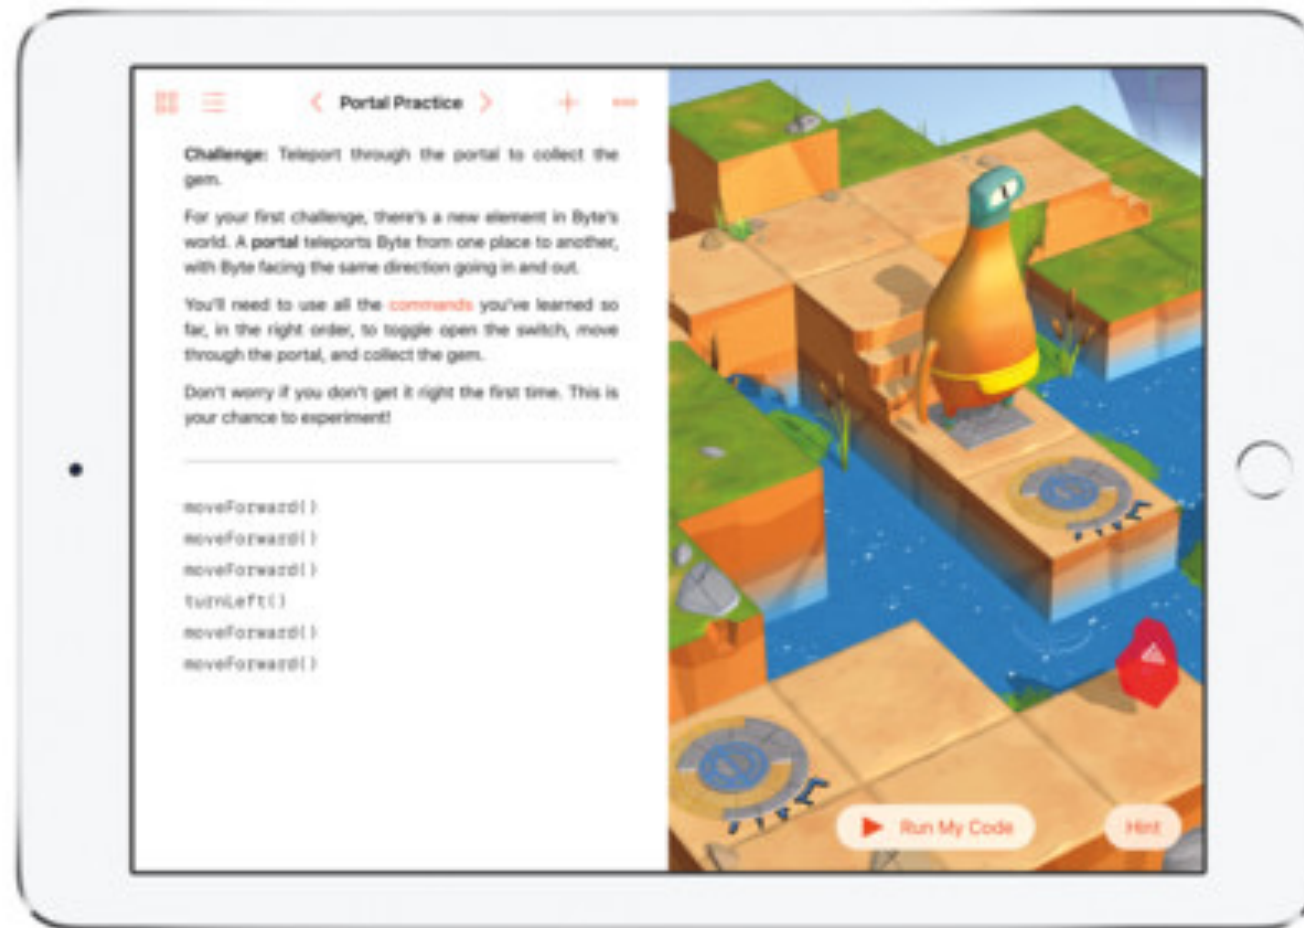 Portal Practice
Challenge: Teleport through the portal to collect the
gem.
For your first challenge, there's a new element in Byte's
world. A portal teleports Byte from one place to another,
with Byte facing the same direction going in and out.
You'll need to use all the commands you've learned so
far, in the right order, to toggle open the switch, move
through the portal, and collect the gem.
Don't worry if you don't get it right the first time. This is
your chance to experiment!
moveForward()
moveForward()
moveForward()
turnLeft()
moveForward()
moveForward()
Run My Code
Hint